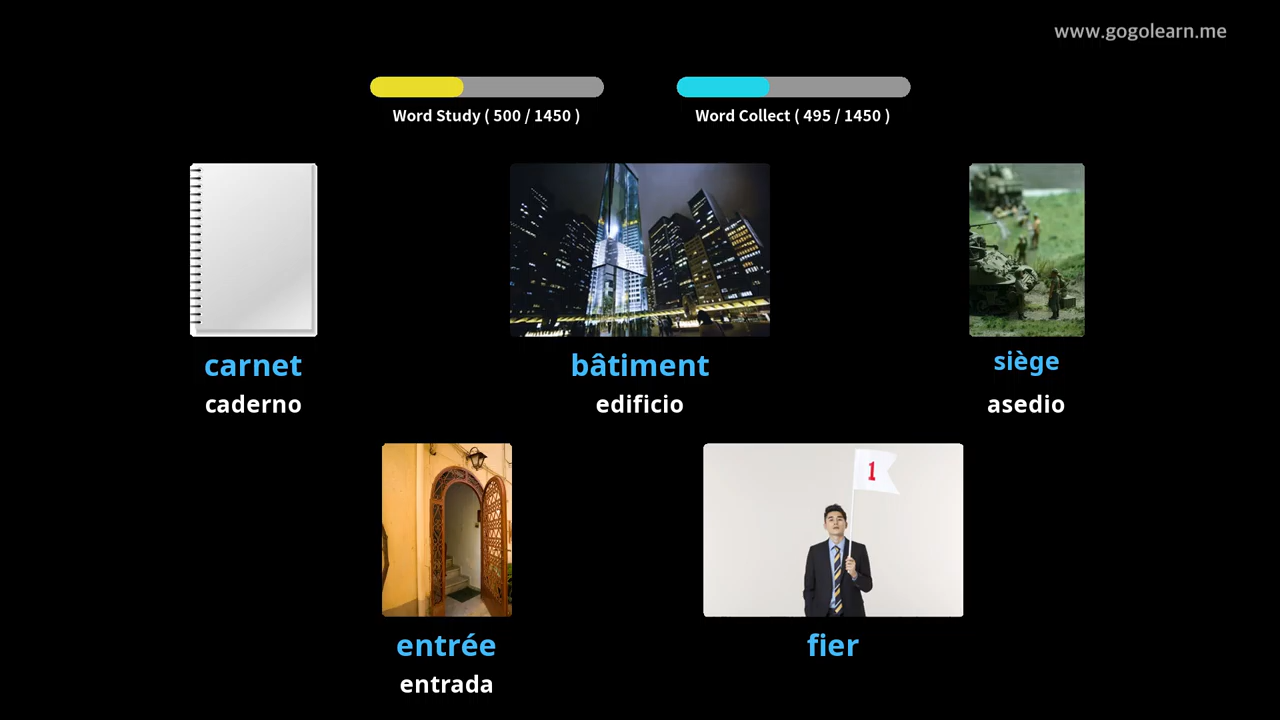 www.gogolearn.me
Word Study ( 500 / 1450 )
Word Collect ( 495 / 1450 )
carnet
caderno
bâtiment
edificio
siège
asedio
1
entrée
entrada
fier